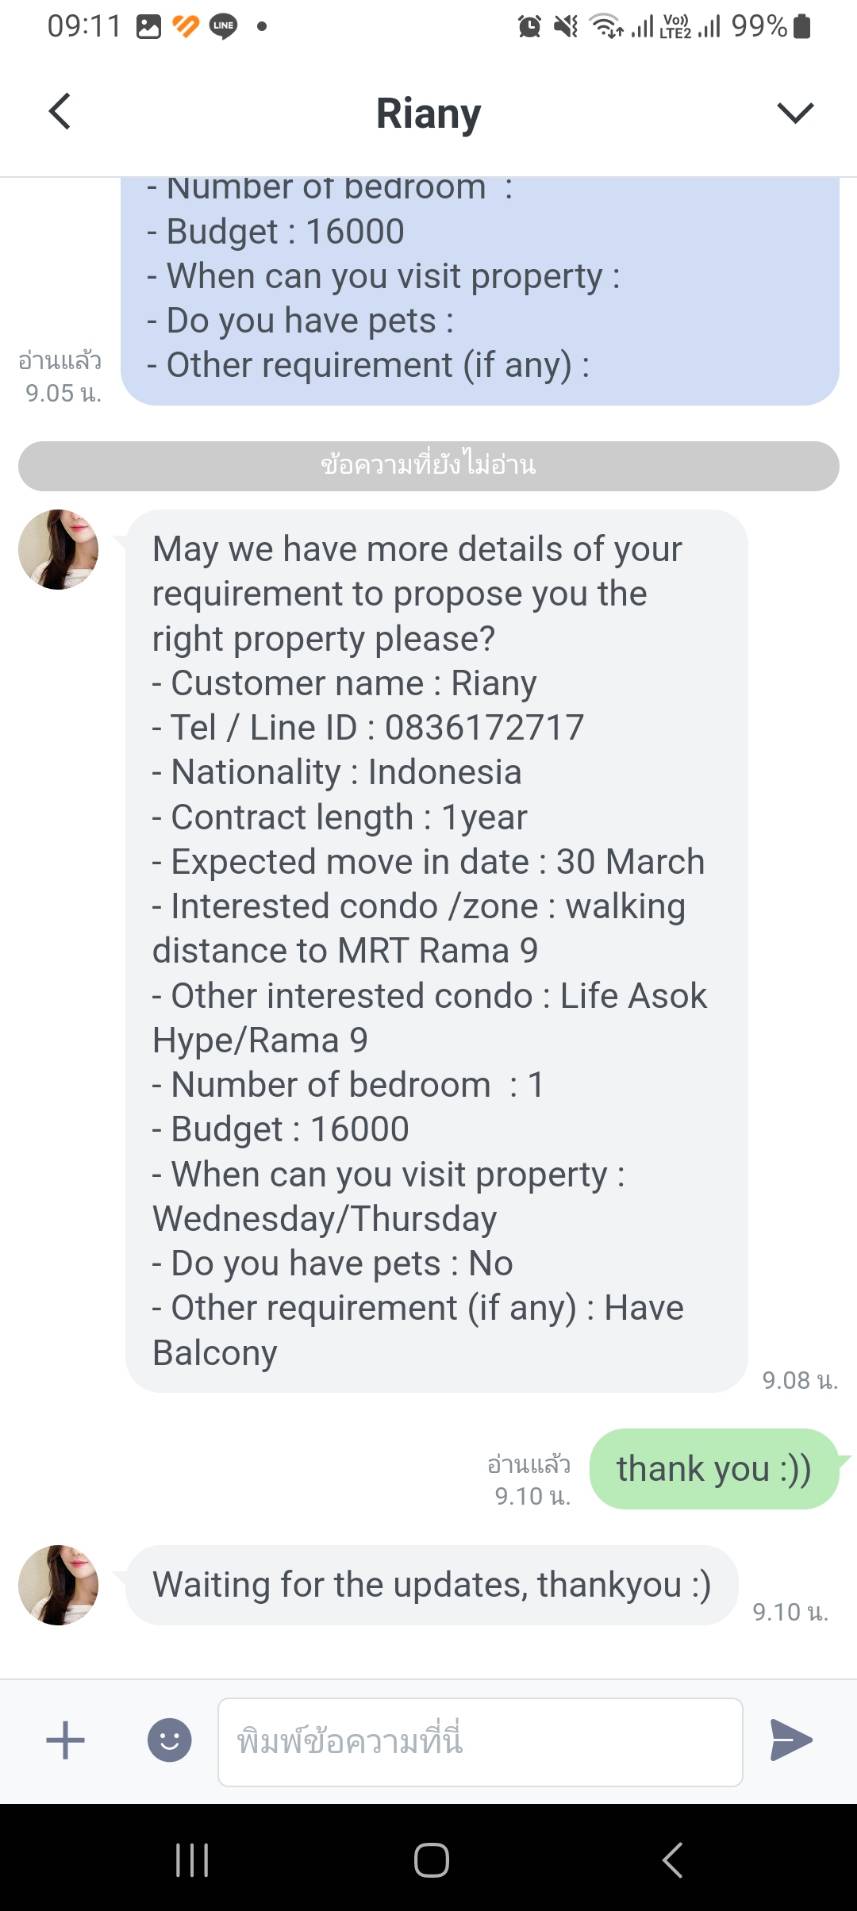 09:11 LINE Vo)) LTE2 99%
Riany
- Number of bedroom  :
- Budget : 16000
- When can you visit property :
- Do you have pets :
- Other requirement (if any) :
อ่านแล้ว
9.05 น.
ข้อความที่ยังไม่อ่าน
May we have more details of your
requirement to propose you the
right property please?
- Customer name : Riany
- Tel / Line ID : 0836172717
- Nationality : Indonesia
- Contract length : 1year
- Expected move in date : 30 March
- Interested condo /zone : walking
distance to MRT Rama 9
- Other interested condo : Life Asok
Hype/Rama 9
- Number of bedroom  : 1
- Budget : 16000
- When can you visit property :
Wednesday/Thursday
- Do you have pets : No
- Other requirement (if any) : Have
Balcony
9.08 น.
อ่านแล้ว
9.10 น.
thank you :))
Waiting for the updates, thankyou :)
9.10 น.
พิมพ์ข้อความที่นี่